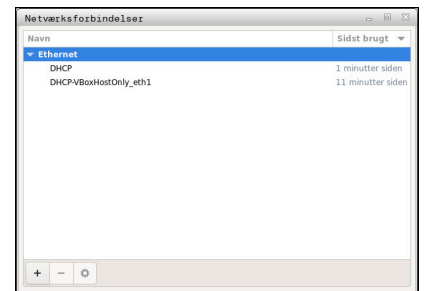 Netværksforbindelser
Navn Sidst brugt
Ethernet
DHCP 1 minutter siden
DHCP-VBoxHostOnly_eth1 11 minutter siden